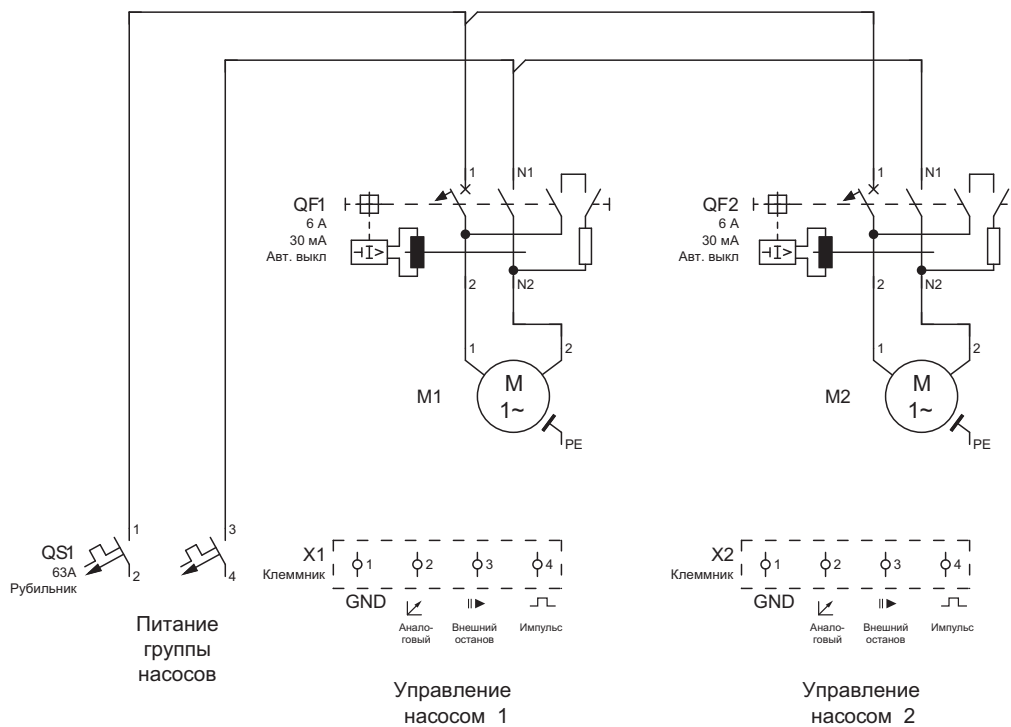 1
N1
QF1
6 А
30 мА
Авт. выкл
I>
2
N2
1
2
M1
M
1~
PE
1
N1
QF2
6 А
30 мА
Авт. выкл
I>
2
N2
1
2
M2
M
1~
PE
QS1
63А
Рубильник
1
2
3
4
Питание
группы
насосов
X1
Клеммник
1
2
3
4
GND
Анало-
говый
Внешний
останов
Импульс
Управление
насосом 1
X2
Клеммник
1
2
3
4
GND
Анало-
говый
Внешний
останов
Импульс
Управление
насосом 2